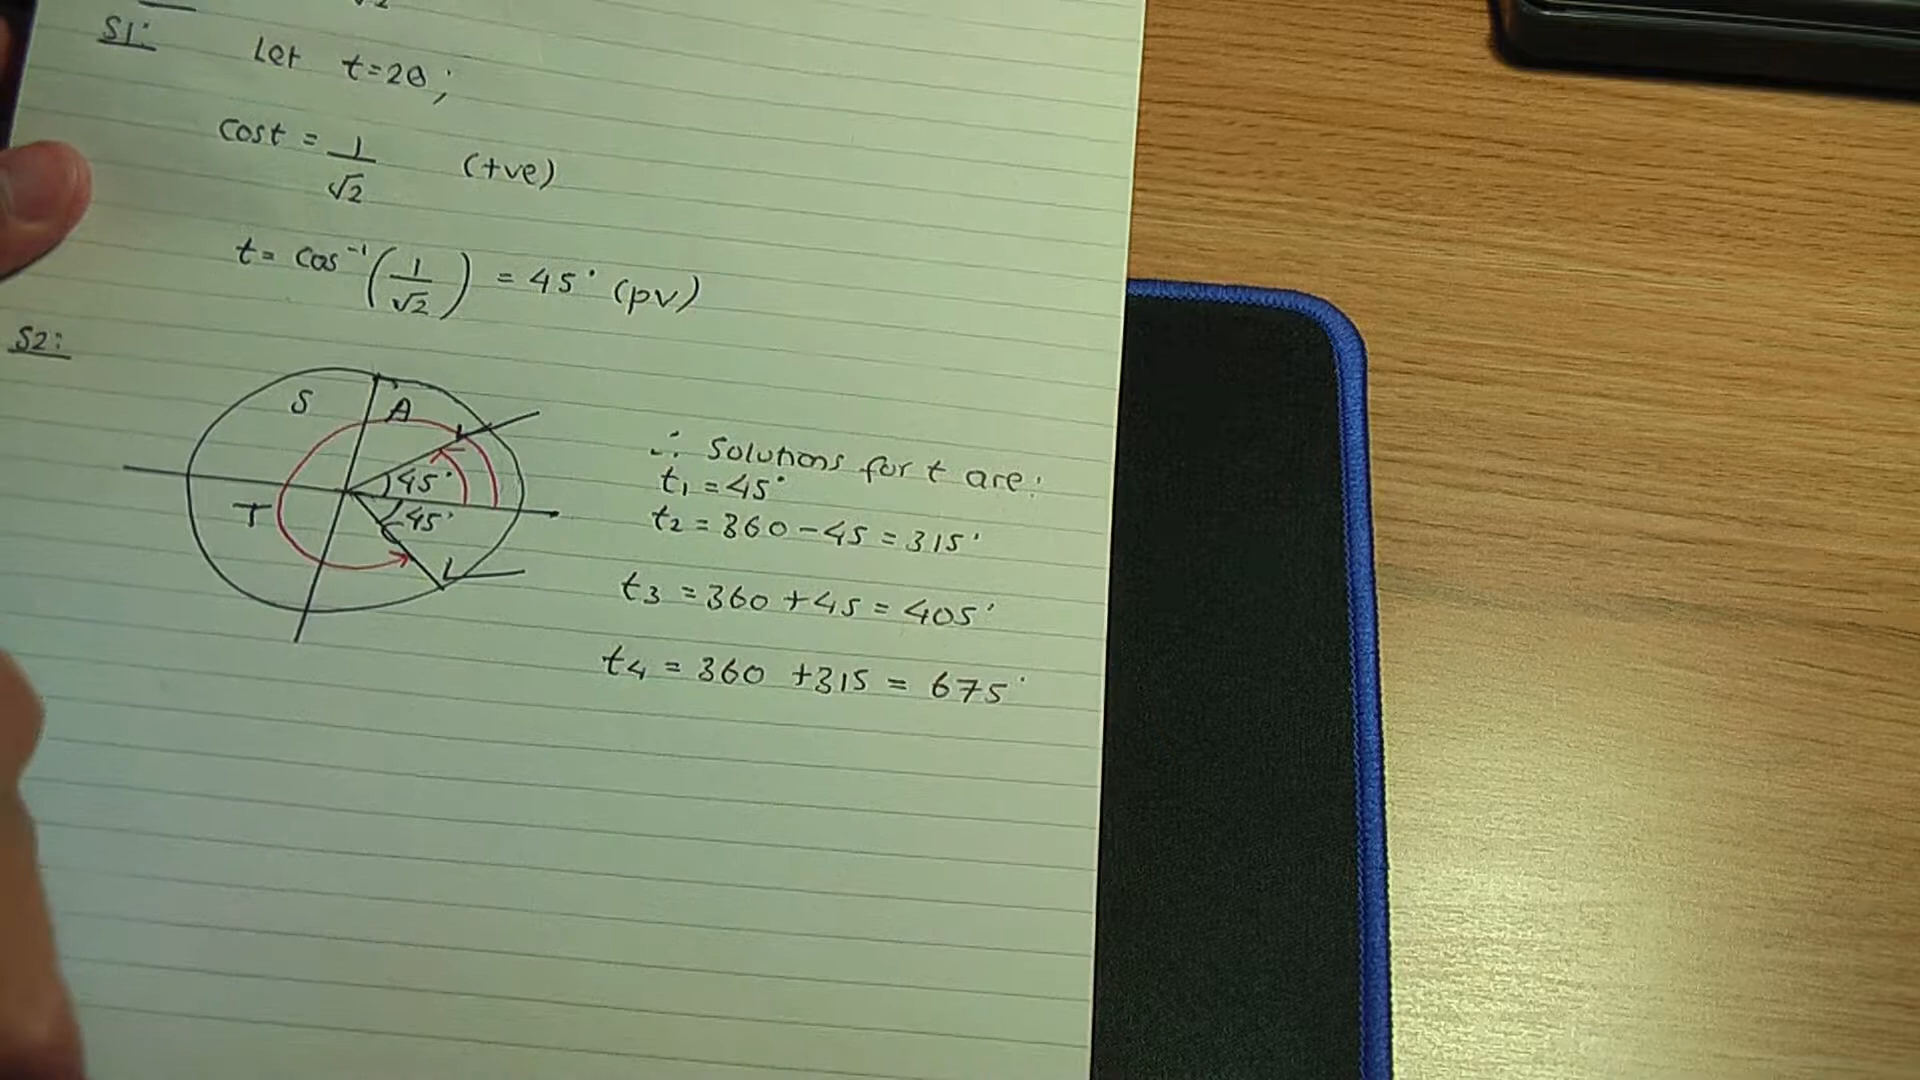 √2
S1:
Let t=2θ;
cost = 1/√2 (+ve)
t= cos⁻¹(1/√2) = 45° (pv)
S2:
S A
45°
T 45°
∴ Solutions for t are:
t1 = 45°
t2 = 360 - 45 = 315°
t3 = 360 + 45 = 405°
t4 = 360 + 315 = 675°